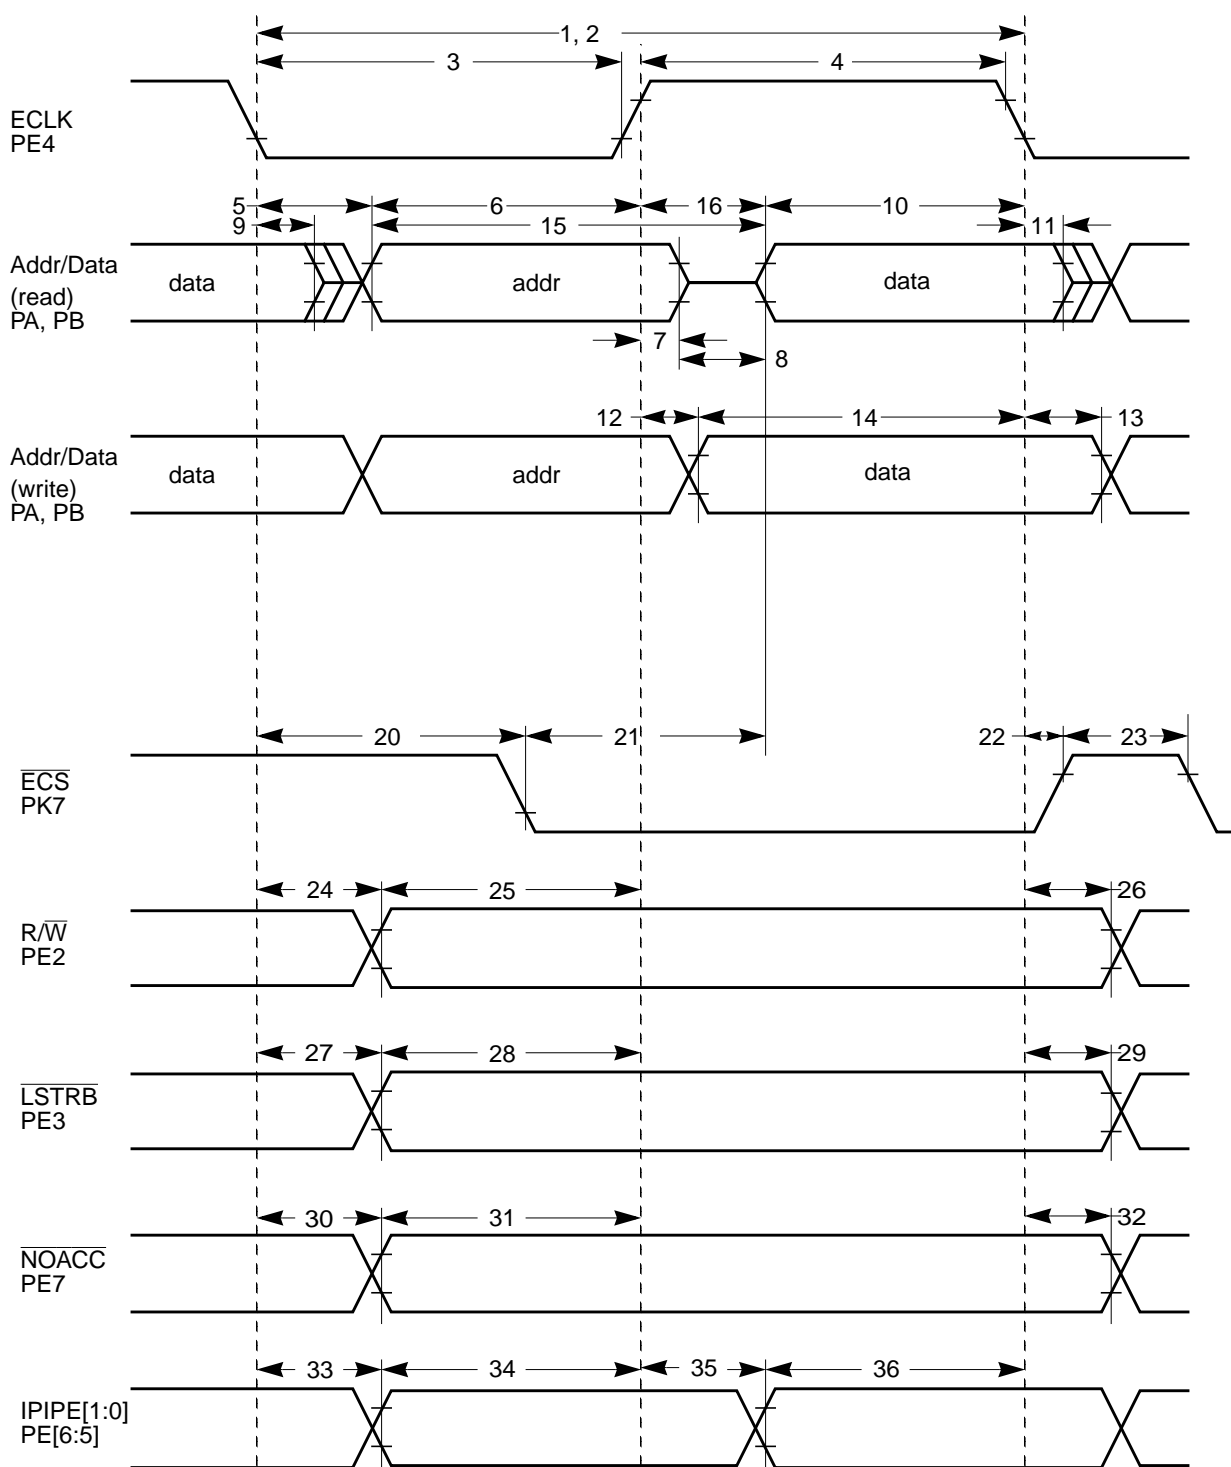 1, 2
3
4
ECLK
PE4
5
6
16
10
9
15
11
Addr/Data
(read)
PA, PB
data
addr
data
7
8
12
14
13
Addr/Data
(write)
PA, PB
data
addr
data
20
21
22
23
ECS
PK7
24
25
26
R/W
PE2
27
28
29
LSTRB
PE3
30
31
32
NOACC
PE7
33
34
35
36
IPIPE[1:0]
PE[6:5]